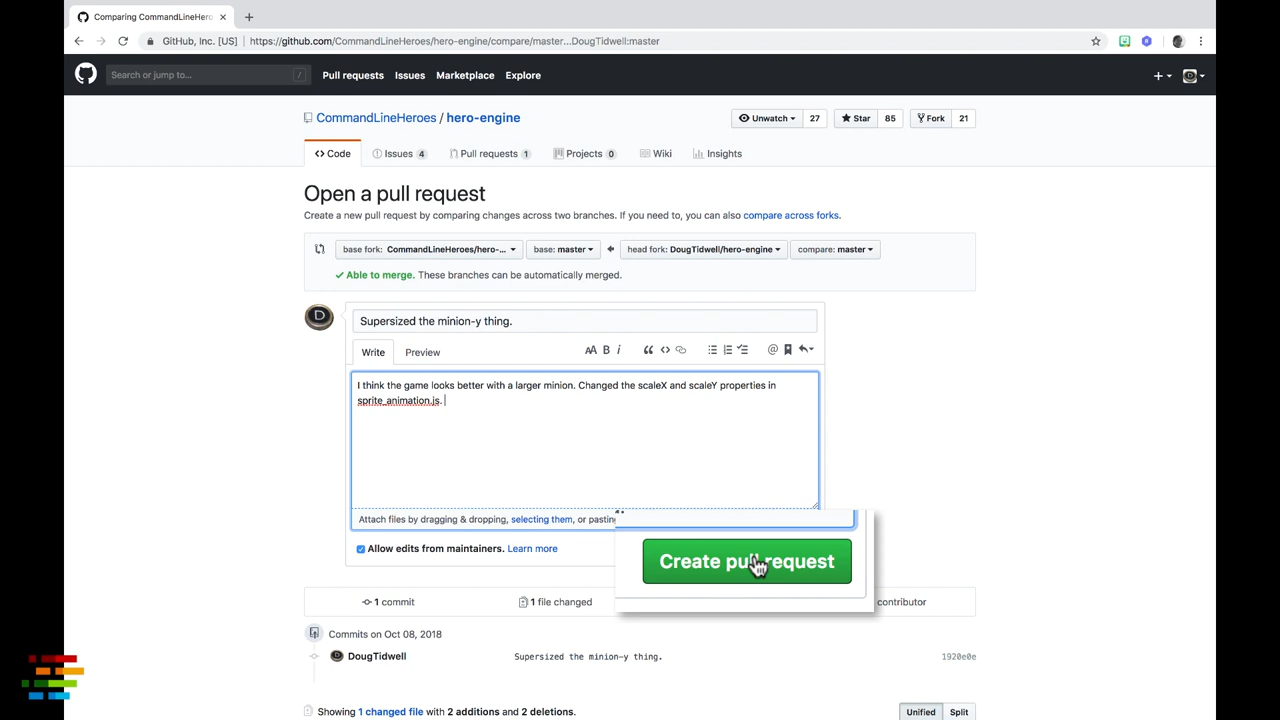 Comparing CommandLineHero
GitHub, Inc. [US] https://github.com/CommandLineHeroes/hero-engine/compare/master...DougTidwell:master
Search or jump to... /
Pull requests Issues Marketplace Explore
CommandLineHeroes / hero-engine
Unwatch 27 Star 85 Fork 21
Code Issues 4 Pull requests 1 Projects 0 Wiki Insights
Open a pull request
Create a new pull request by comparing changes across two branches. If you need to, you can also compare across forks.
base fork: CommandLineHeroes/hero-... base: master head fork: DougTidwell/hero-engine compare: master
Able to merge. These branches can be automatically merged.
D
Supersized the minion-y thing.
Write Preview
AA B i
I think the game looks better with a larger minion. Changed the scaleX and scaleY properties in
sprite_animation.js.
Attach files by dragging & dropping, selecting them, or pasting
Allow edits from maintainers. Learn more
Create pull request
1 commit 1 file changed contributor
Commits on Oct 08, 2018
DougTidwell Supersized the minion-y thing. 1920e0e
Showing 1 changed file with 2 additions and 2 deletions.
Unified Split